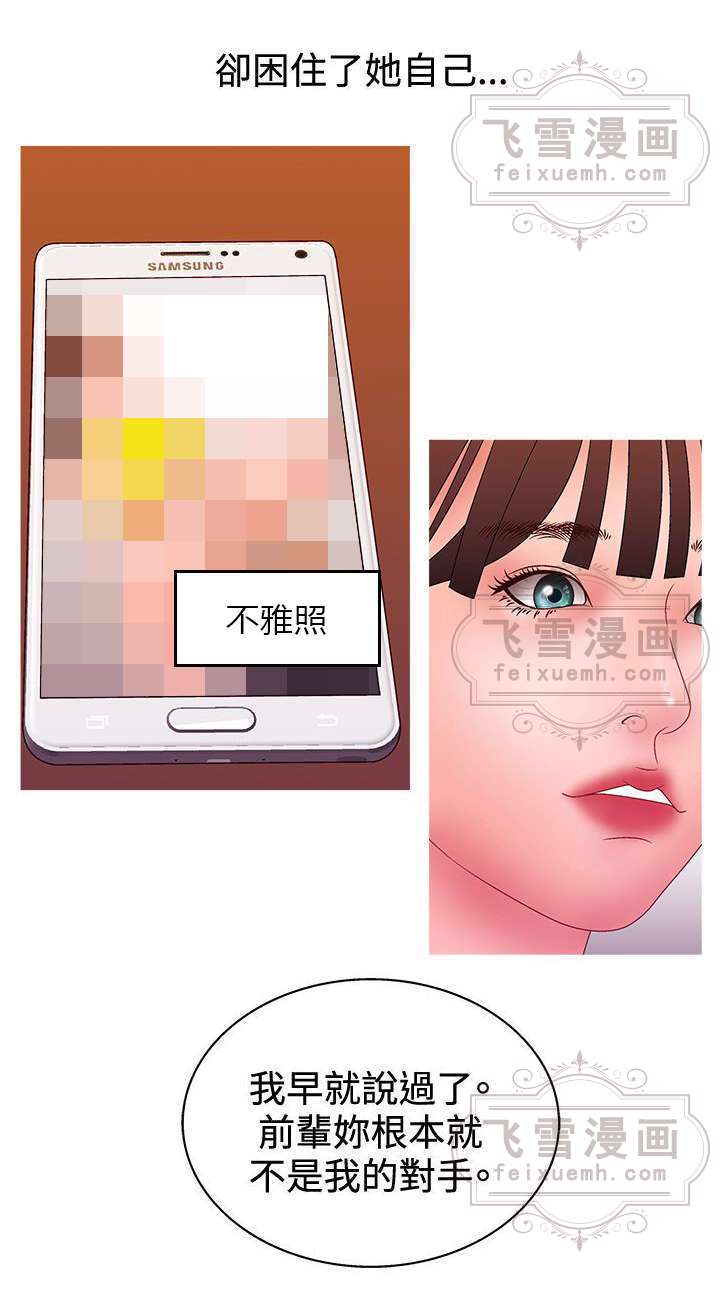 卻困住了她自己...
飞雪漫画
feixuemh.com
SAMSUNG
不雅照
飞雪漫画
feixuemh.com
我早就說過了。
前輩妳根本就
不是我的對手。
飞雪漫画
feixuemh.com